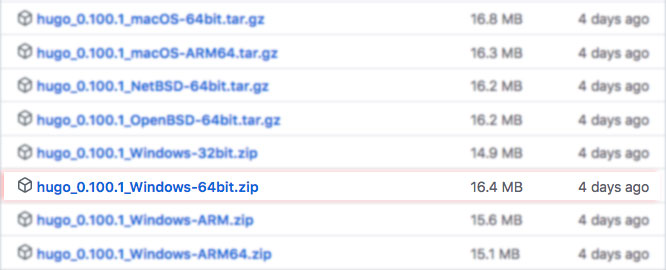 hugo_0.100.1_macOS-64bit.tar.gz 16.8 MB 4 days ago
hugo_0.100.1_macOS-ARM64.tar.gz 16.3 MB 4 days ago
hugo_0.100.1_NetBSD-64bit.tar.gz 16.2 MB 4 days ago
hugo_0.100.1_OpenBSD-64bit.tar.gz 16.2 MB 4 days ago
hugo_0.100.1_Windows-32bit.zip 14.9 MB 4 days ago
hugo_0.100.1_Windows-64bit.zip 16.4 MB 4 days ago
hugo_0.100.1_Windows-ARM.zip 15.6 MB 4 days ago
hugo_0.100.1_Windows-ARM64.zip 15.1 MB 4 days ago